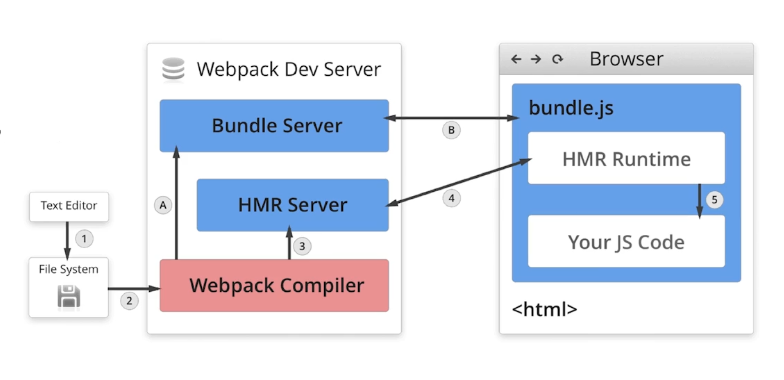 Webpack Dev Server
Bundle Server
HMR Server
Webpack Compiler
Text Editor
File System
1
2
A
3
B
4
Browser
bundle.js
HMR Runtime
5
Your JS Code
<html>